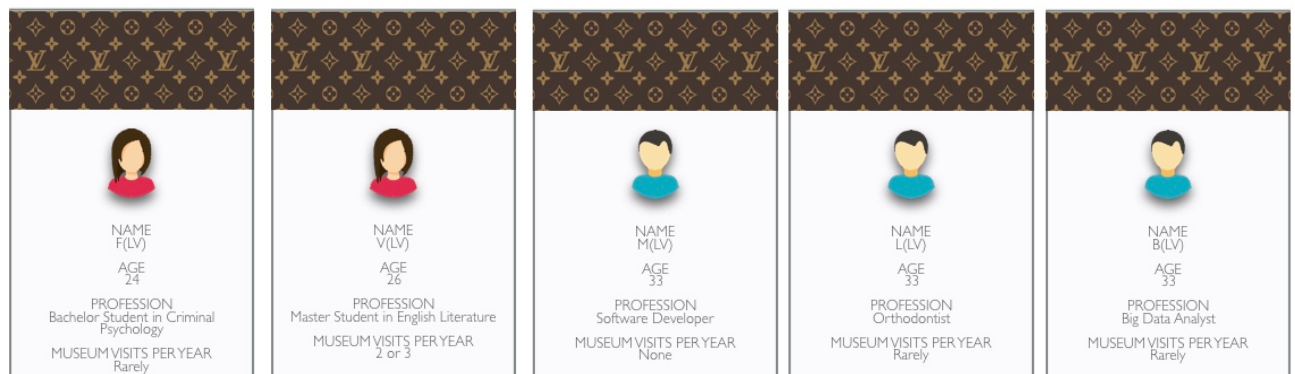 NAME
F(LV)
AGE
24
PROFESSION
Bachelor Student in Criminal
Psychology
MUSEUM VISITS PER YEAR
Rarely
NAME
V(LV)
AGE
26
PROFESSION
Master Student in English Literature
MUSEUM VISITS PER YEAR
2 or 3
NAME
M(LV)
AGE
33
PROFESSION
Software Developer
MUSEUM VISITS PER YEAR
None
NAME
L(LV)
AGE
33
PROFESSION
Orthodontist
MUSEUM VISITS PER YEAR
Rarely
NAME
B(LV)
AGE
33
PROFESSION
Big Data Analyst
MUSEUM VISITS PER YEAR
Rarely